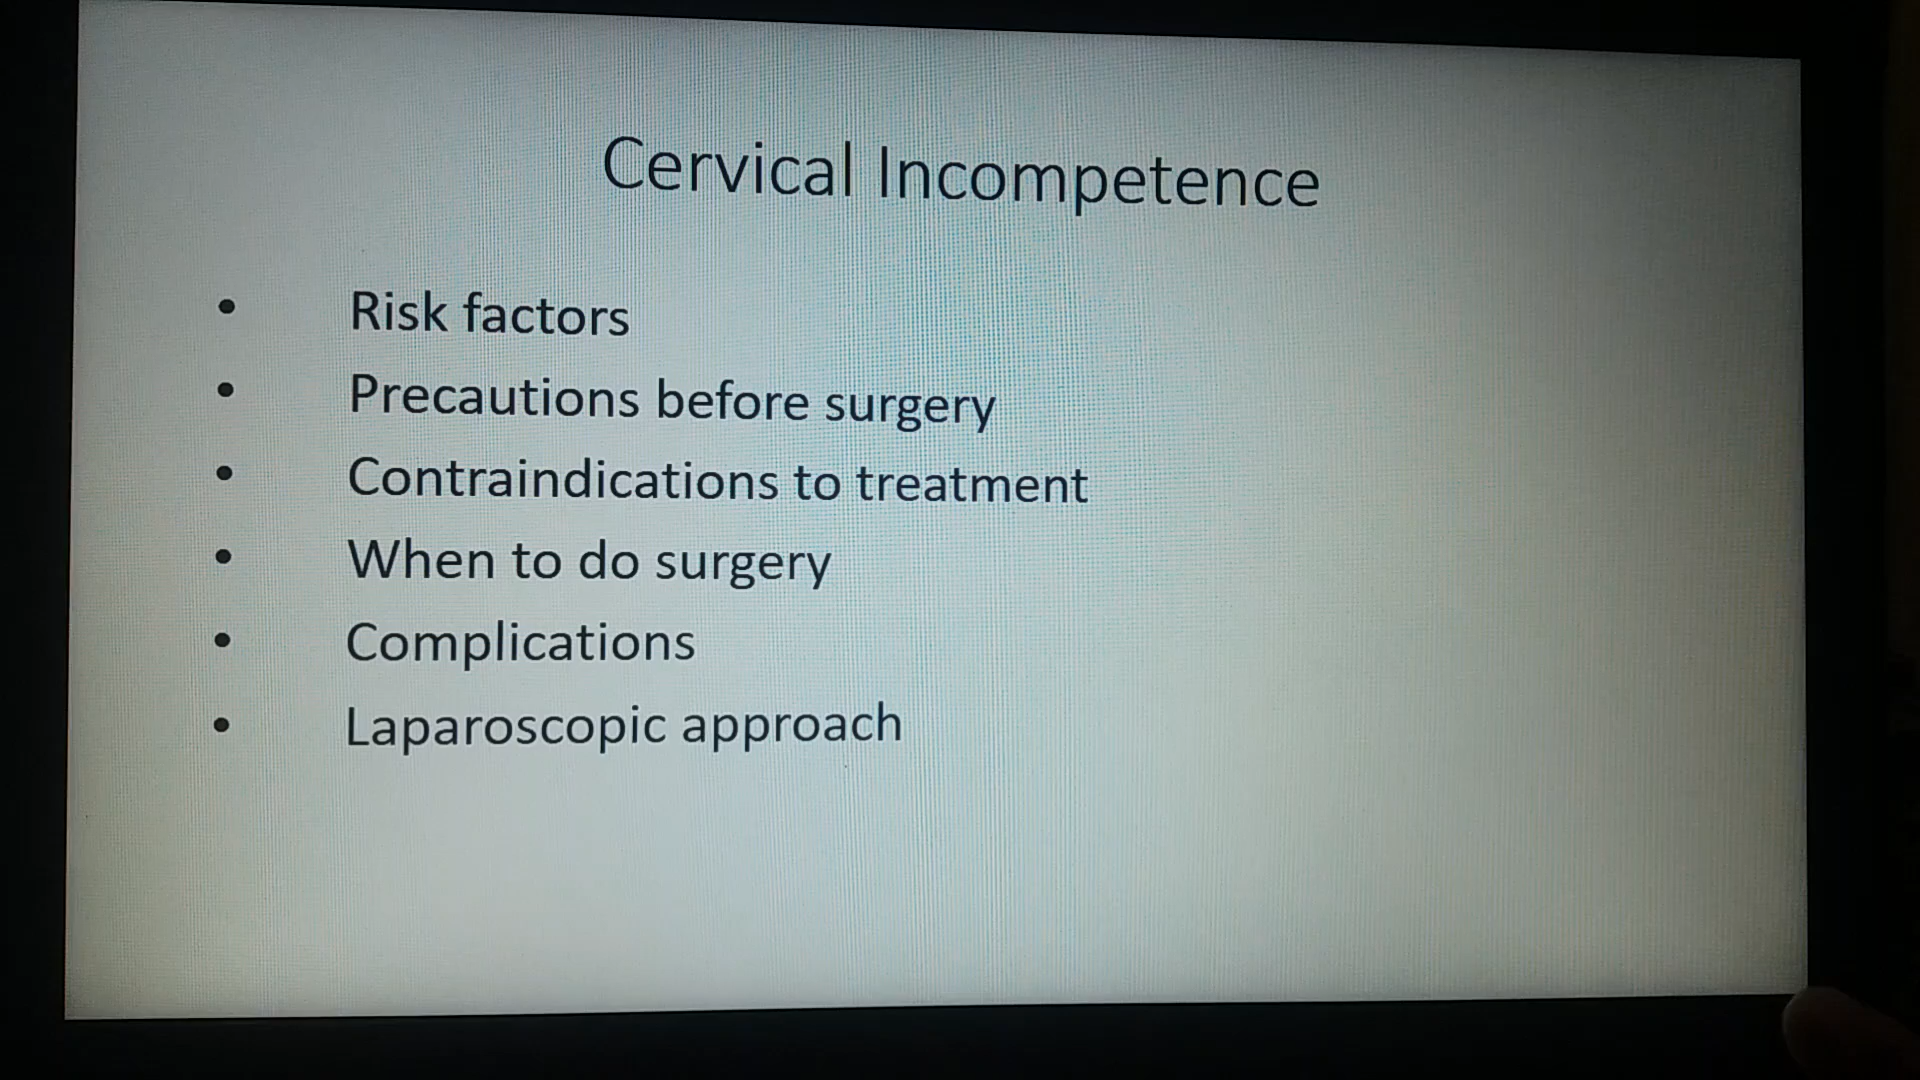 Cervical Incompetence
• Risk factors
• Precautions before surgery
• Contraindications to treatment
• When to do surgery
• Complications
• Laparoscopic approach